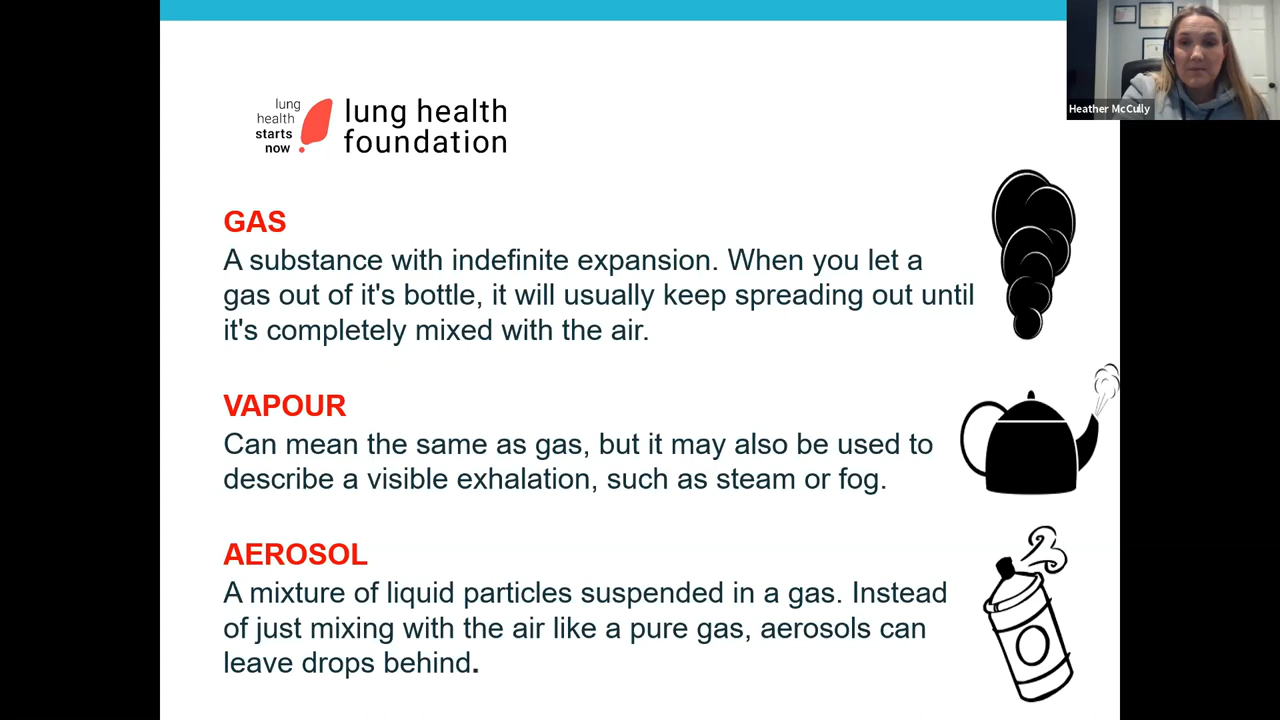 lung
health
starts
now
lung health
foundation
Heather McCully
GAS
A substance with indefinite expansion. When you let a
gas out of it's bottle, it will usually keep spreading out until
it's completely mixed with the air.
VAPOUR
Can mean the same as gas, but it may also be used to
describe a visible exhalation, such as steam or fog.
AEROSOL
A mixture of liquid particles suspended in a gas. Instead
of just mixing with the air like a pure gas, aerosols can
leave drops behind.